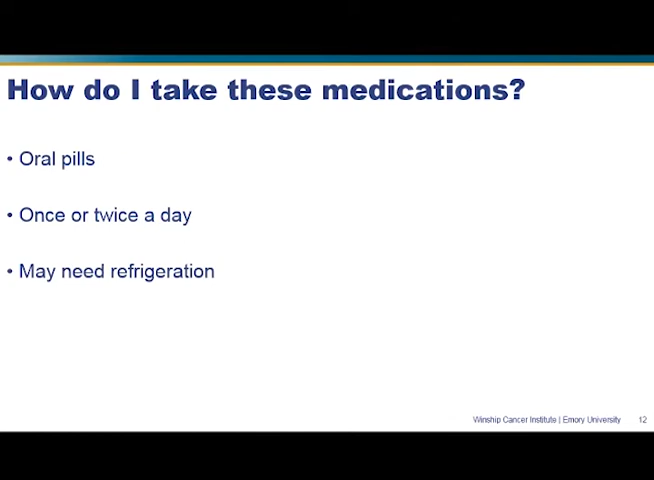 How do I take these medications?
• Oral pills
• Once or twice a day
• May need refrigeration
Winship Cancer Institute | Emory University 12